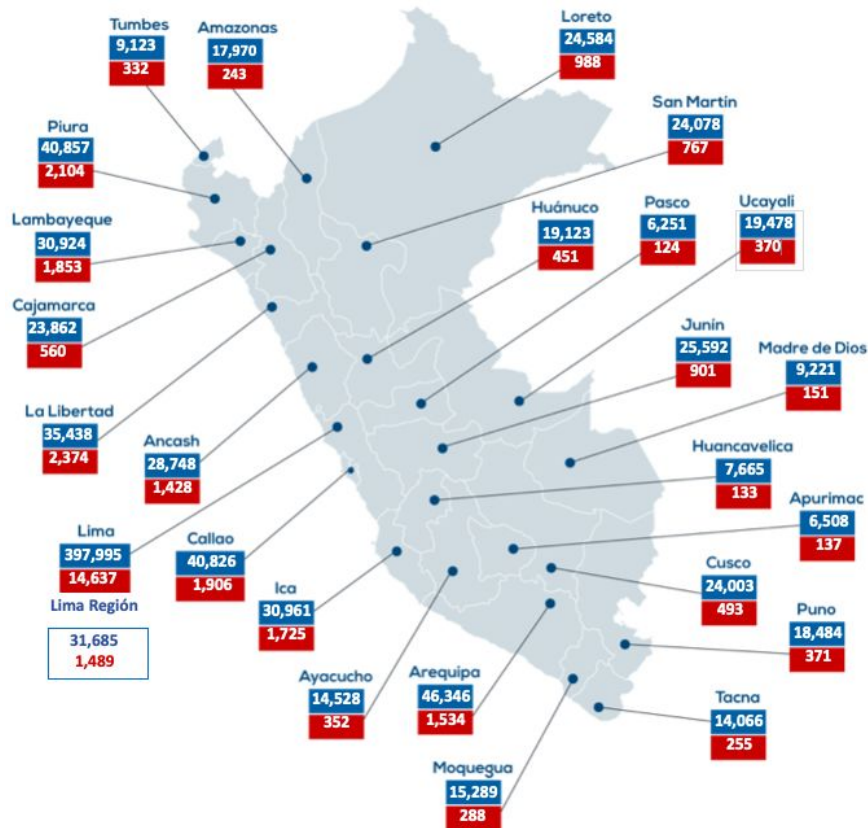 Tumbes
9,123
332
Amazonas
17,970
243
Loreto
24,584
988
San Martín
24,078
767
Piura
40,857
2,104
Huánuco
19,123
451
Pasco
6,251
124
Ucayali
19,478
370
Lambayeque
30,924
1,853
Cajamarca
23,862
560
Junín
25,592
901
Madre de Dios
9,221
151
La Libertad
35,438
2,374
Ancash
28,748
1,428
Huancavelica
7,665
133
Apurimac
6,508
137
Lima
397,995
14,637
Lima Región
31,685
1,489
Callao
40,826
1,906
Ica
30,961
1,725
Cusco
24,003
493
Puno
18,484
371
Ayacucho
14,528
352
Arequipa
46,346
1,534
Tacna
14,066
255
Moquegua
15,289
288